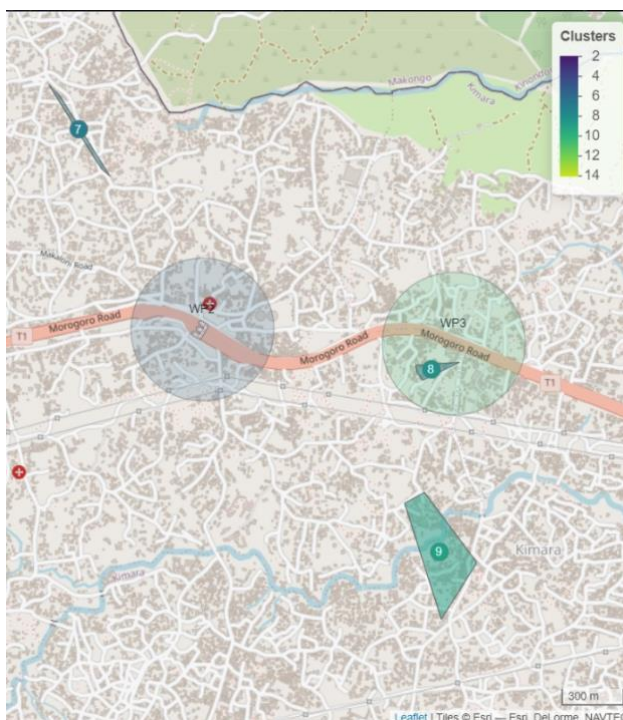 Clusters
2
4
6
8
10
12
14
Makongo
Kimara
7
Makabe Road
WP2
WP3
T1
Morogoro Road
Morogoro Road
Morogoro Road
8
T1
9
Kimara
Kimara
300 m
Leaflet | Tiles © Esri — Esri, DeLorme, NAVTEQ